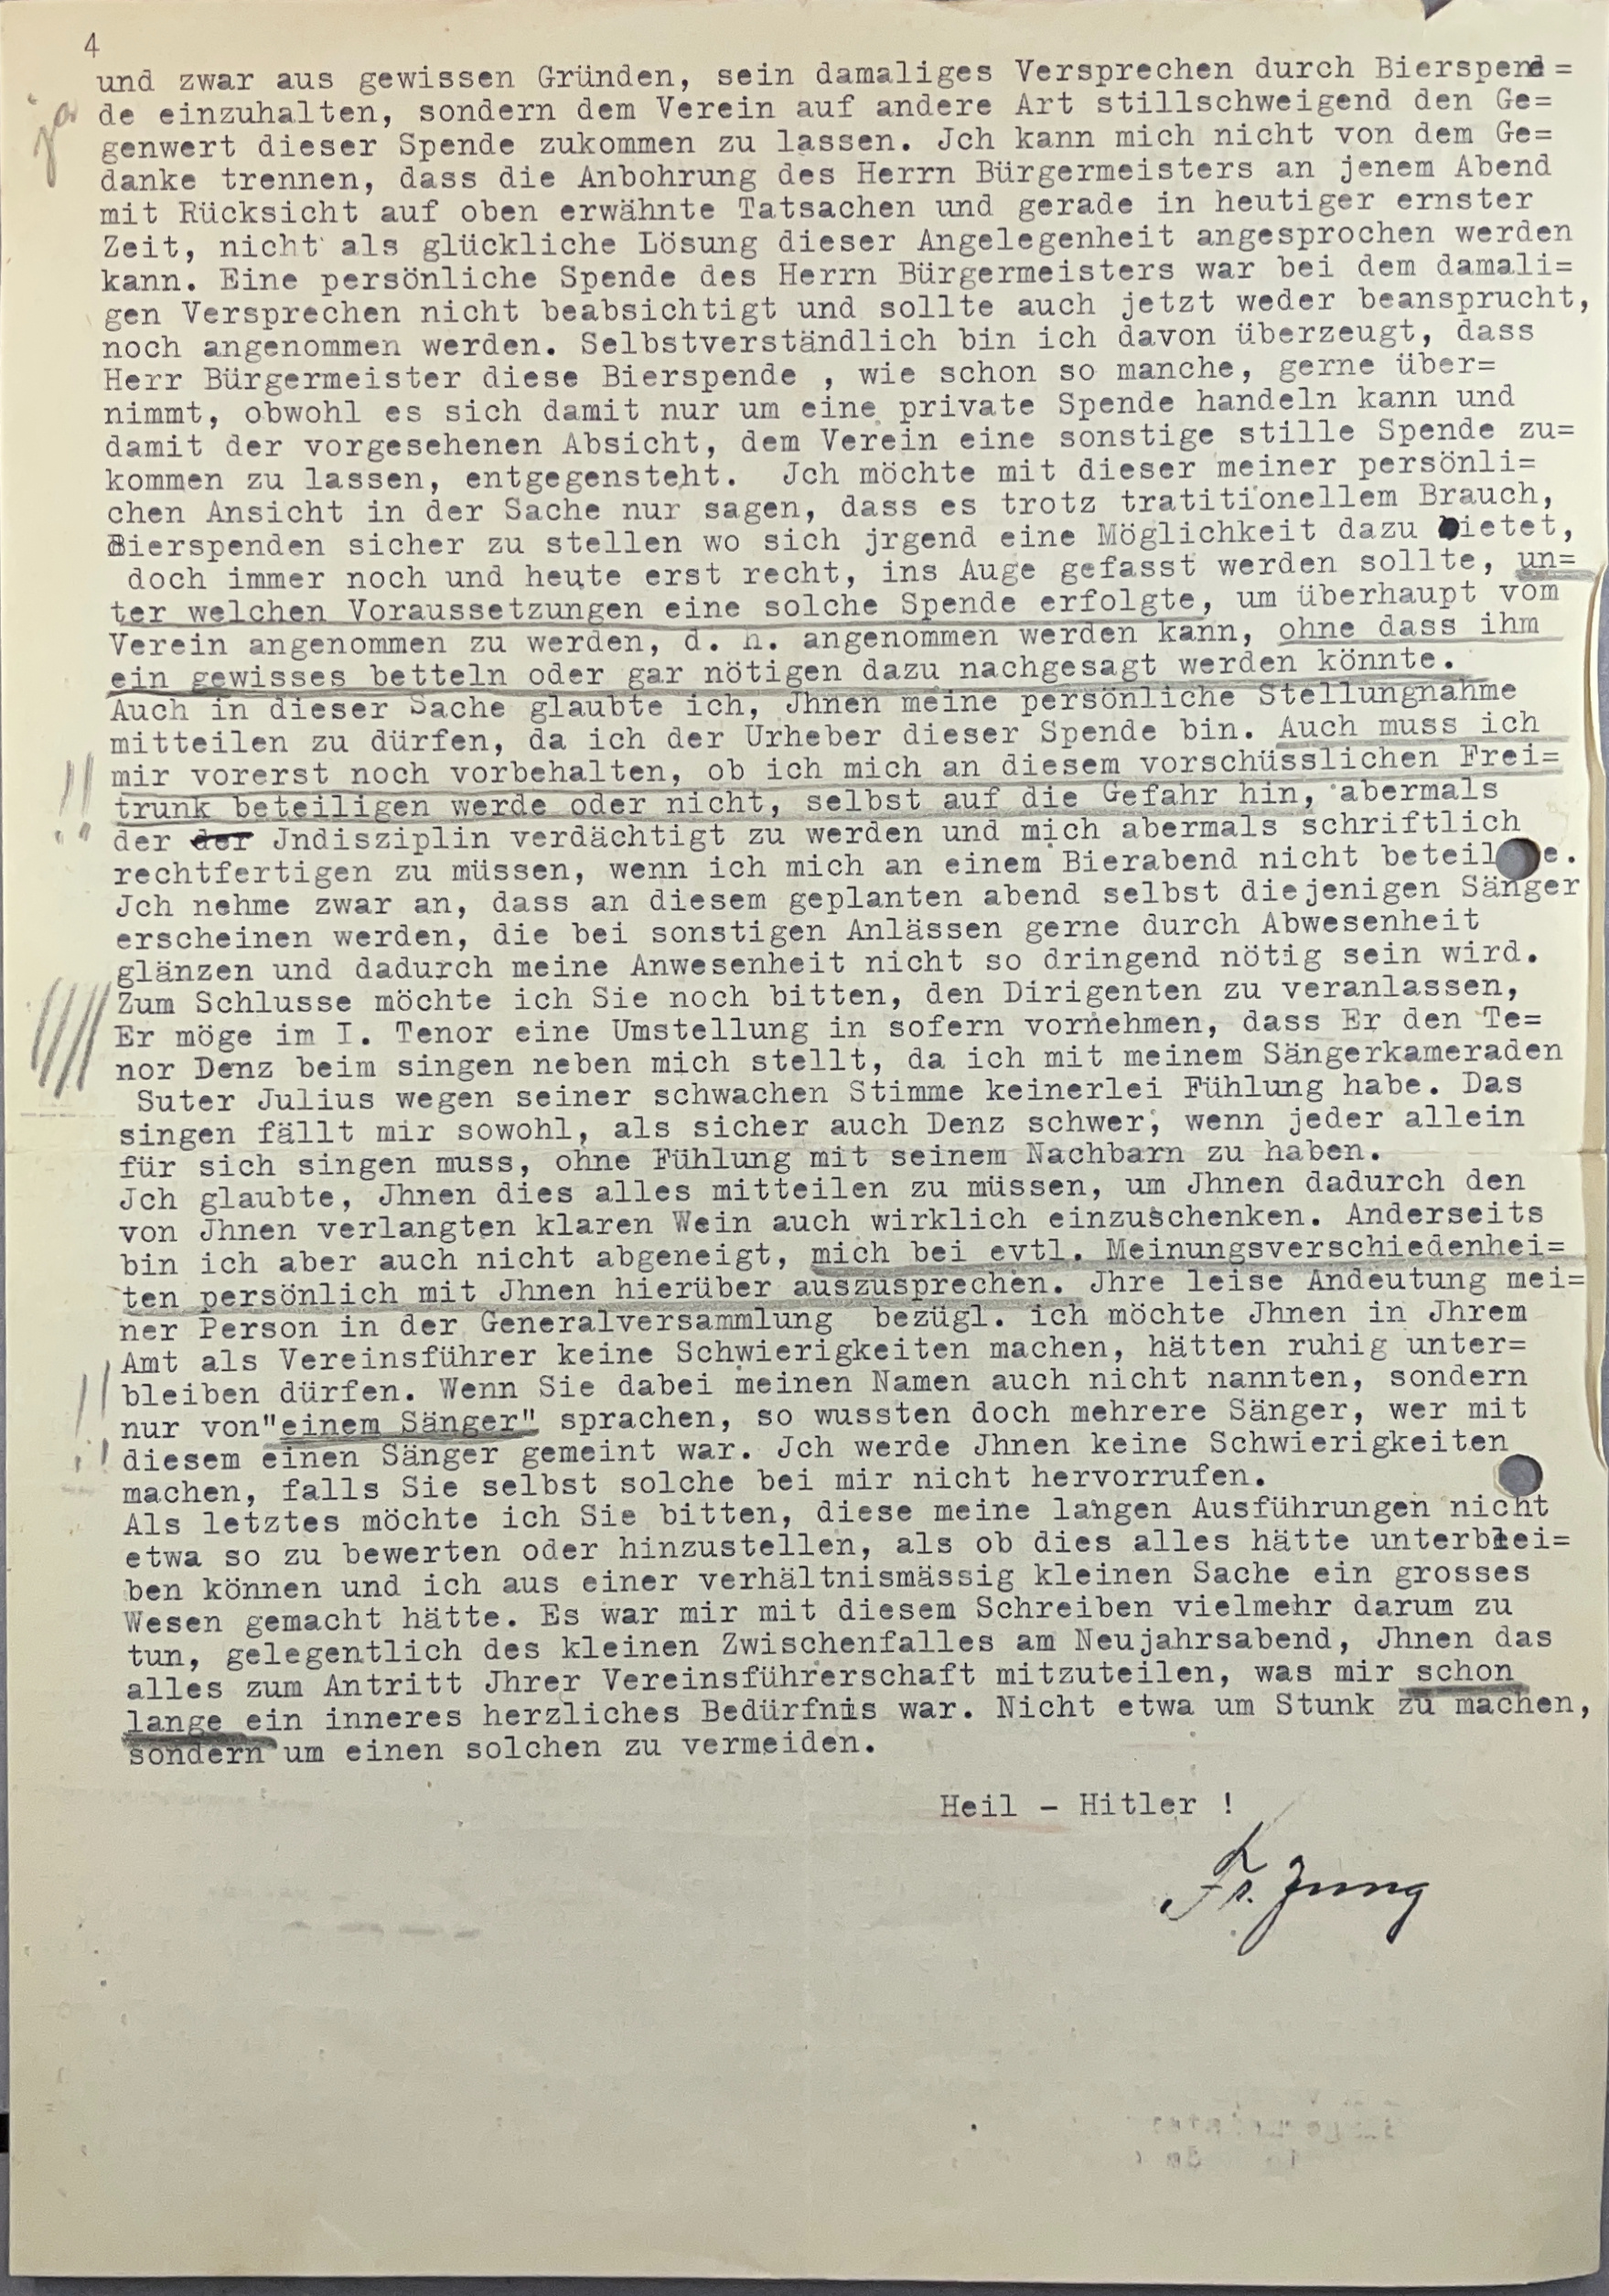 4
und zwar aus gewissen Gründen, sein damaliges Versprechen durch Bierspend=
de einzuhalten, sondern dem Verein auf andere Art stillschweigend den Ge=
ja
genwert dieser Spende zukommen zu lassen. Jch kann mich nicht von dem Ge=
danke trennen, dass die Anbohrung des Herrn Bürgermeisters an jenem Abend
mit Rücksicht auf oben erwähnte Tatsachen und gerade in heutiger ernster
Zeit, nicht als glückliche Lösung dieser Angelegenheit angesprochen werden
kann. Eine persönliche Spende des Herrn Bürgermeisters war bei dem damali=
gen Versprechen nicht beabsichtigt und sollte auch jetzt weder beansprucht,
noch angenommen werden. Selbstverständlich bin ich davon überzeugt, dass
Herr Bürgermeister diese Bierspende , wie schon so manche, gerne über=
nimmt, obwohl es sich damit nur um eine private Spende handeln kann und
damit der vorgesehenen Absicht, dem Verein eine sonstige stille Spende zu=
kommen zu lassen, entgegensteht. Jch möchte mit dieser meiner persönli=
chen Ansicht in der Sache nur sagen, dass es trotz tratitionellem Brauch,
Bierspenden sicher zu stellen wo sich jrgend eine Möglichkeit dazu bietet,
doch immer noch und heute erst recht, ins Auge gefasst werden sollte, un=
ter welchen Voraussetzungen eine solche Spende erfolgte, um überhaupt vom
Verein angenommen zu werden, d. h. angenommen werden kann, ohne dass ihm
ein gewisses betteln oder gar nötigen dazu nachgesagt werden könnte.
Auch in dieser Sache glaubte ich, Jhnen meine persönliche Stellungnahme
mitteilen zu dürfen, da ich der Urheber dieser Spende bin. Auch muss ich
!! mir vorerst noch vorbehalten, ob ich mich an diesem vorschüsslichen Frei=
trunk beteiligen werde oder nicht, selbst auf die Gefahr hin, abermals
der der Jndisziplin verdächtigt zu werden und mich abermals schriftlich
rechtfertigen zu müssen, wenn ich mich an einem Bierabend nicht beteilige.
Jch nehme zwar an, dass an diesem geplanten abend selbst diejenigen Sänger
erscheinen werden, die bei sonstigen Anlässen gerne durch Abwesenheit
glänzen und dadurch meine Anwesenheit nicht so dringend nötig sein wird.
Zum Schlusse möchte ich Sie noch bitten, den Dirigenten zu veranlassen,
Er möge im I. Tenor eine Umstellung in sofern vornehmen, dass Er den Te=
nor Denz beim singen neben mich stellt, da ich mit meinem Sängerkameraden
Suter Julius wegen seiner schwachen Stimme keinerlei Fühlung habe. Das
singen fällt mir sowohl, als sicher auch Denz schwer, wenn jeder allein
für sich singen muss, ohne Fühlung mit seinem Nachbarn zu haben.
Jch glaubte, Jhnen dies alles mitteilen zu müssen, um Jhnen dadurch den
von Jhnen verlangten klaren Wein auch wirklich einzuschenken. Anderseits
bin ich aber auch nicht abgeneigt, mich bei evtl. Meinungsverschiedenhei=
ten persönlich mit Jhnen hierüber auszusprechen. Jhre leise Andeutung mei=
ner Person in der Generalversammlung bezügl. ich möchte Jhnen in Jhrem
Amt als Vereinsführer keine Schwierigkeiten machen, hätten ruhig unter=
!! bleiben dürfen. Wenn Sie dabei meinen Namen auch nicht nannten, sondern
nur von"einem Sänger" sprachen, so wussten doch mehrere Sänger, wer mit
diesem einen Sänger gemeint war. Jch werde Jhnen keine Schwierigkeiten
machen, falls Sie selbst solche bei mir nicht hervorrufen.
Als letztes möchte ich Sie bitten, diese meine langen Ausführungen nicht
etwa so zu bewerten oder hinzustellen, als ob dies alles hätte unterblei=
ben können und ich aus einer verhältnismässig kleinen Sache ein grosses
Wesen gemacht hätte. Es war mir mit diesem Schreiben vielmehr darum zu
tun, gelegentlich des kleinen Zwischenfalles am Neujahrsabend, Jhnen das
alles zum Antritt Jhrer Vereinsführerschaft mitzuteilen, was mir schon
lange ein inneres herzliches Bedürfnis war. Nicht etwa um Stunk zu machen,
sondern um einen solchen zu vermeiden.
Heil - Hitler !
Fr. Jung